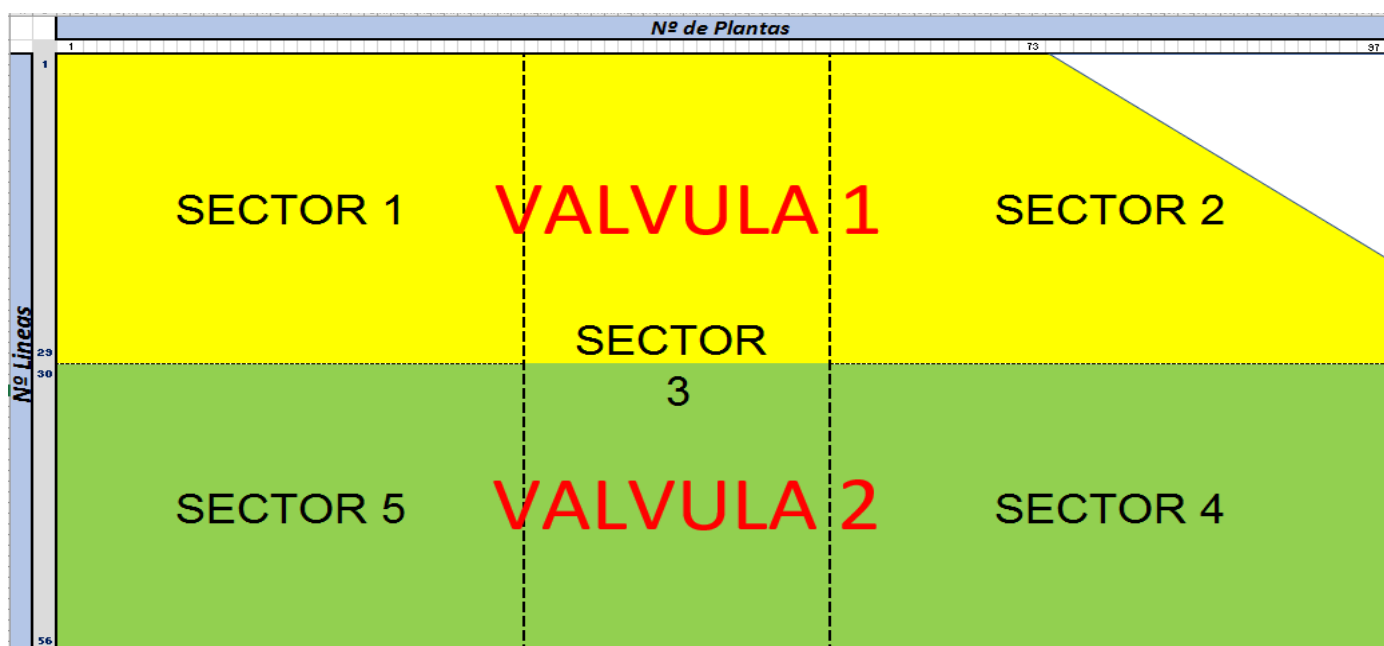 Nº de Plantas
1 73 97
1
SECTOR 1 VALVULA 1 SECTOR 2
Nº Lineas
SECTOR
29
30
3
SECTOR 5 VALVULA 2 SECTOR 4
56